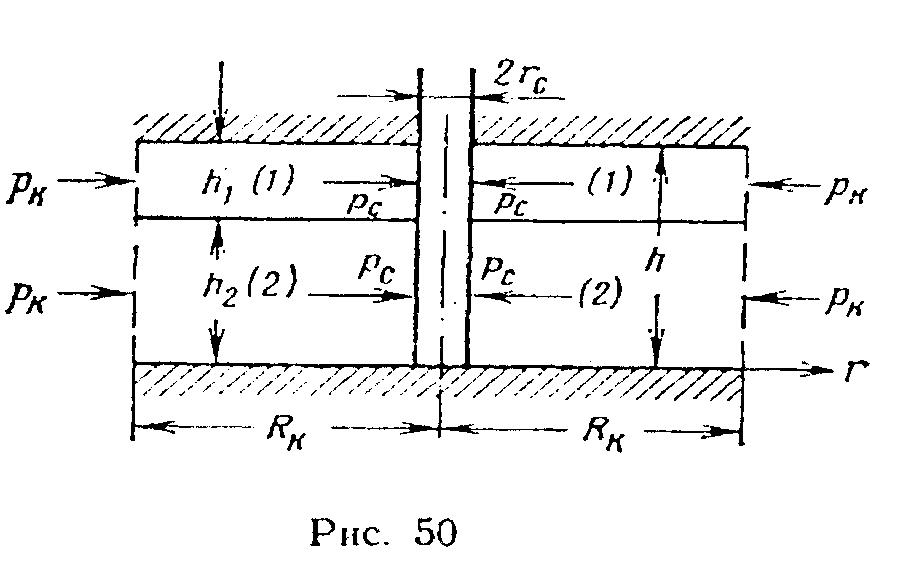 2r_c
p_к h_1 (1) (1) p_к
p_c p_c
p_c p_c h
p_к h_2 (2) (2) p_к
r
R_к R_к
Рис. 50